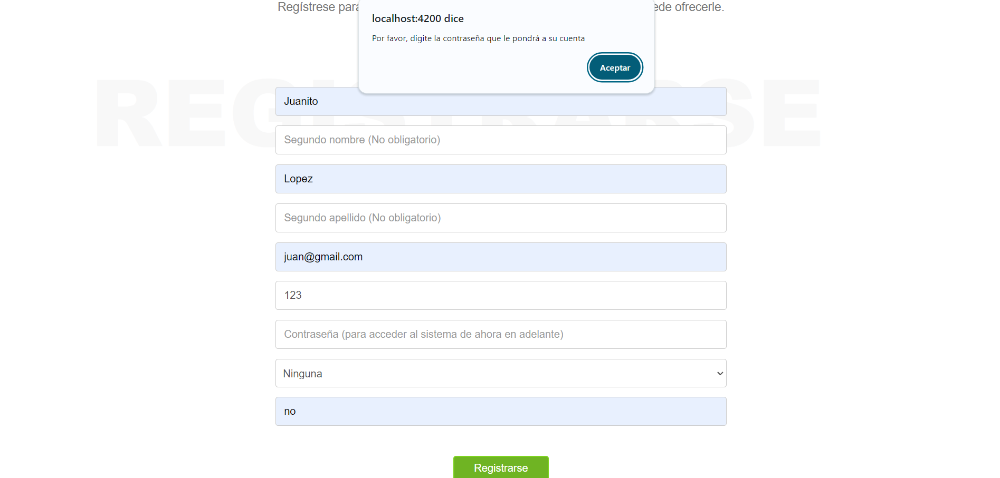 Regístrese para
ede ofrecerle.
localhost:4200 dice
Por favor, digite la contraseña que le pondrá a su cuenta
Aceptar
REGISTRARSE
Juanito
Segundo nombre (No obligatorio)
Lopez
Segundo apellido (No obligatorio)
juan@gmail.com
123
Contraseña (para acceder al sistema de ahora en adelante)
Ninguna
no
Registrarse